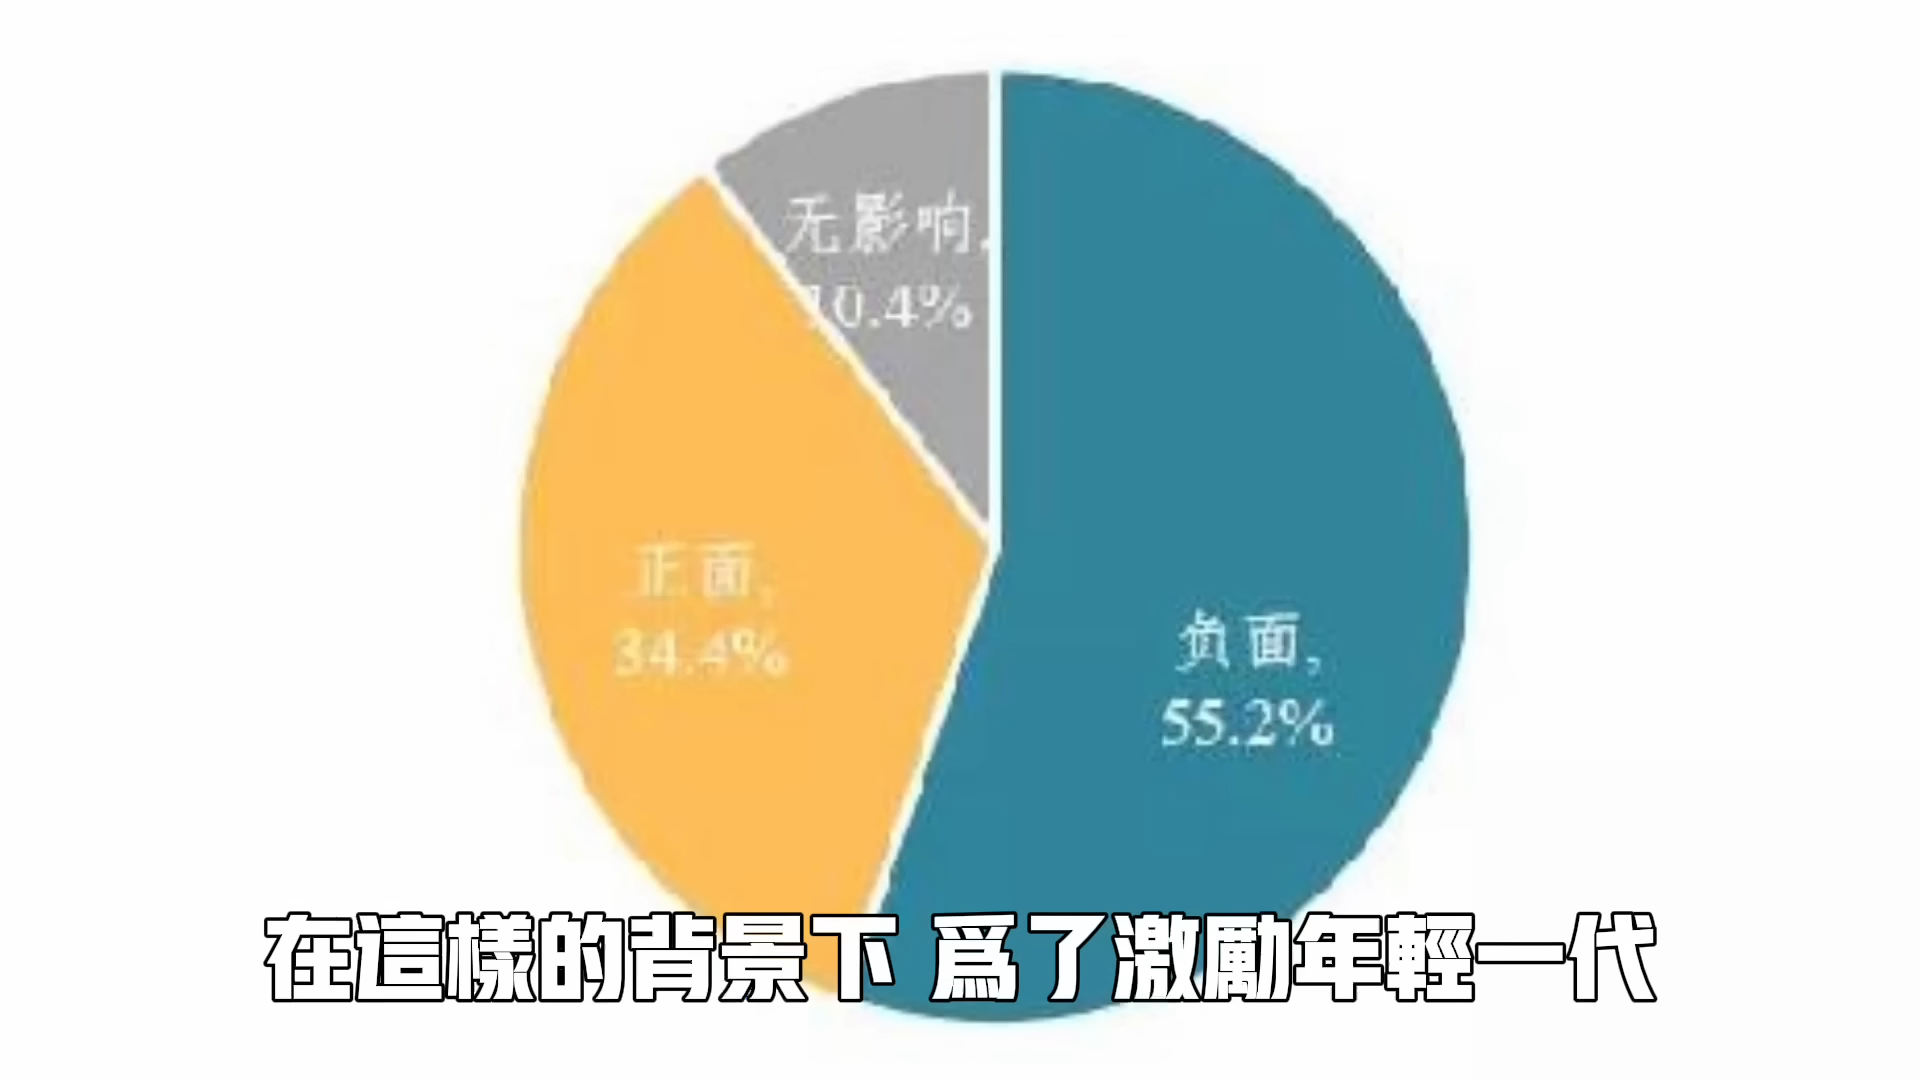 无影响,
10.4%
正面,
34.4%
负面,
55.2%
在這樣的背景下 爲了激勵年輕一代